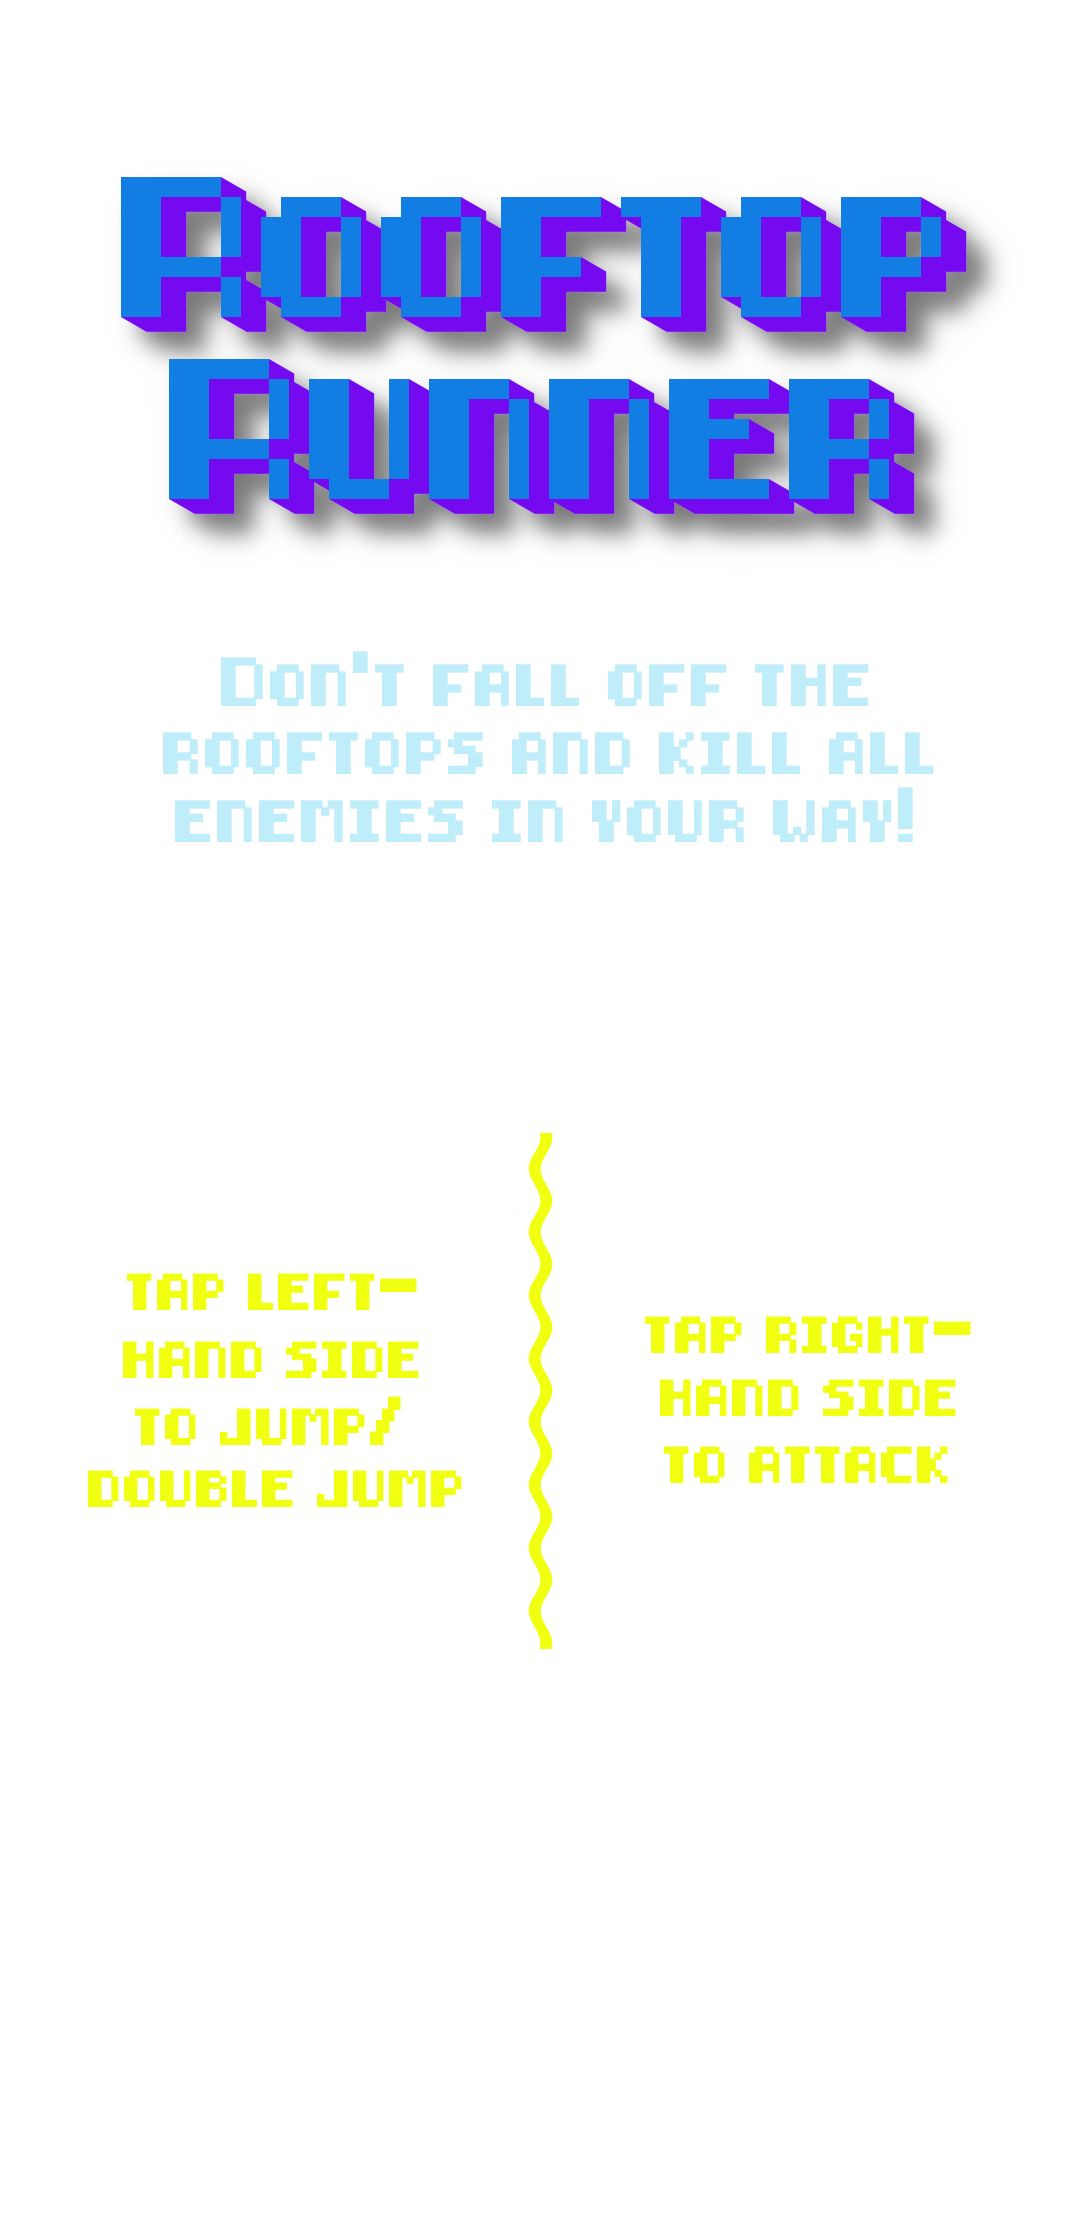 Rooftop
Runner
Don't fall off the
rooftops and kill all
enemies in your way!
tap left-
hand side
to jump/
double jump
tap right-
hand side
to attack